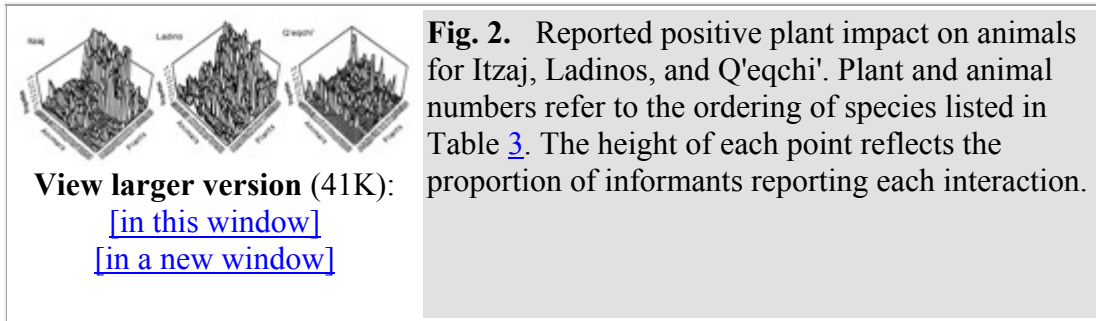 Itzaj
Ladino
Q'eqchi'
View larger version (41K):
[in this window]
[in a new window]
Fig. 2. Reported positive plant impact on animals
for Itzaj, Ladinos, and Q'eqchi'. Plant and animal
numbers refer to the ordering of species listed in
Table 3. The height of each point reflects the
proportion of informants reporting each interaction.